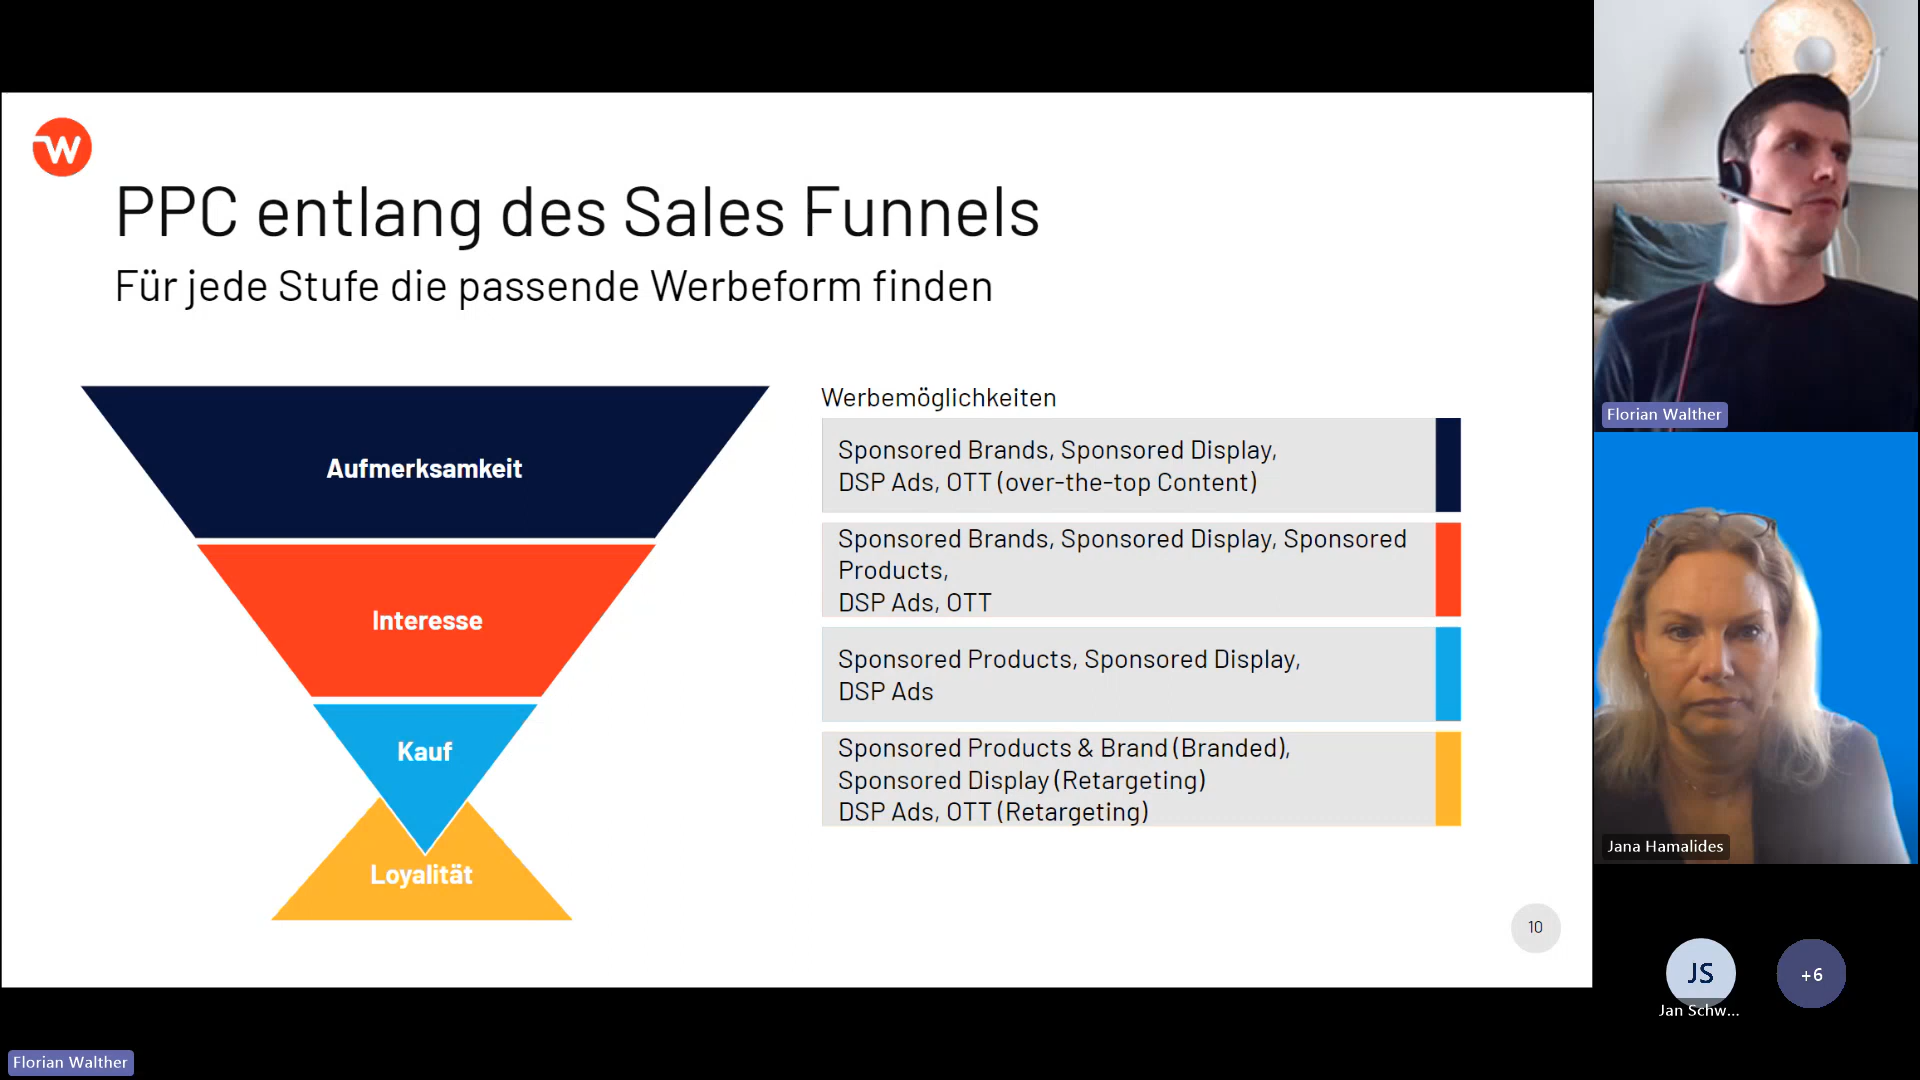 W
PPC entlang des Sales Funnels
Für jede Stufe die passende Werbeform finden
Aufmerksamkeit
Interesse
Kauf
Loyalität
Werbemöglichkeiten
Sponsored Brands, Sponsored Display,
DSP Ads, OTT (over-the-top Content)
Sponsored Brands, Sponsored Display, Sponsored
Products,
DSP Ads, OTT
Sponsored Products, Sponsored Display,
DSP Ads
Sponsored Products & Brand (Branded),
Sponsored Display (Retargeting)
DSP Ads, OTT (Retargeting)
10
Florian Walther
Jana Hamalides
JS
Jan Schw...
+6
Florian Walther